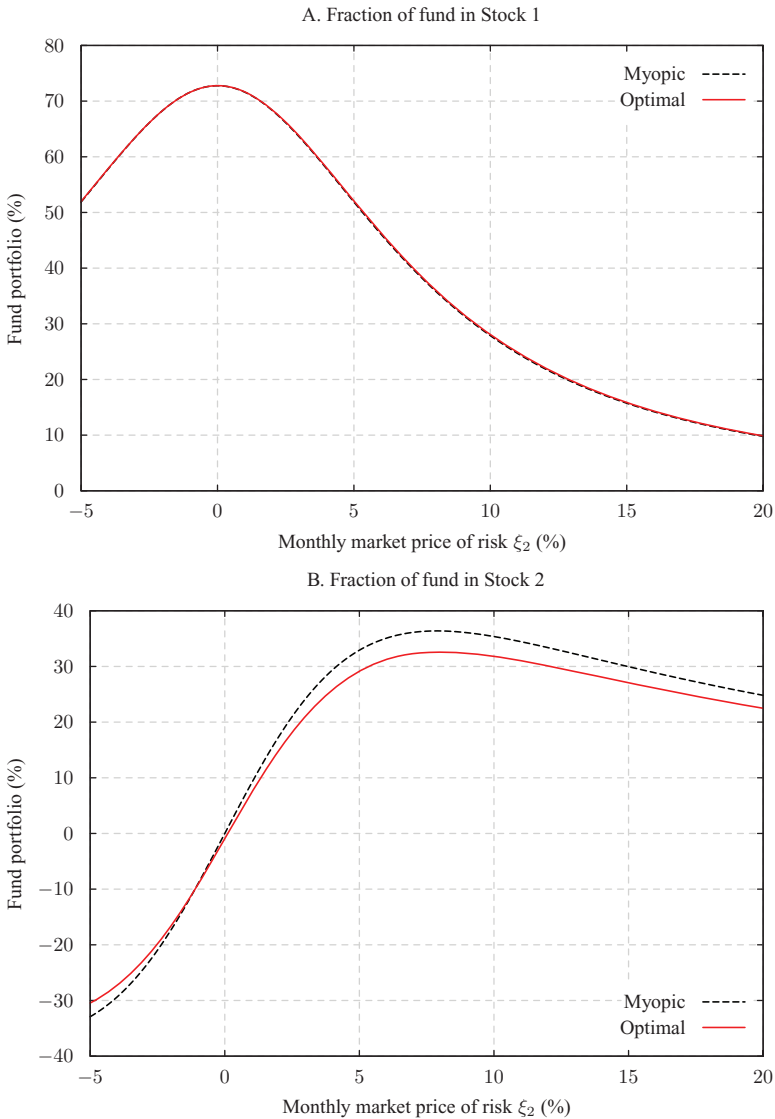 A. Fraction of fund in Stock 1
80
70
60
50
40
30
20
10
0
Fund portfolio (%)
Myopic
Optimal
−5 0 5 10 15 20
Monthly market price of risk ξ₂ (%)
B. Fraction of fund in Stock 2
40
30
20
10
0
−10
−20
−30
−40
Fund portfolio (%)
Myopic
Optimal
−5 0 5 10 15 20
Monthly market price of risk ξ₂ (%)